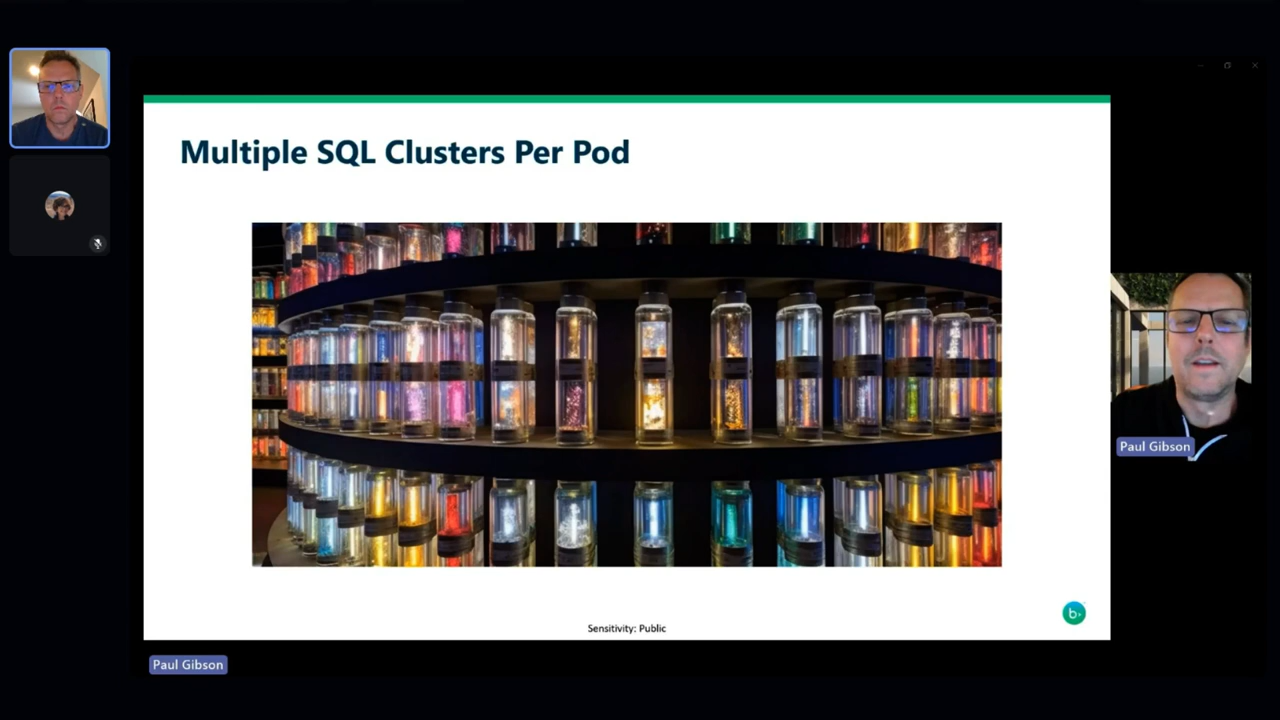 Multiple SQL Clusters Per Pod
Paul Gibson
b
Sensitivity: Public
Paul Gibson